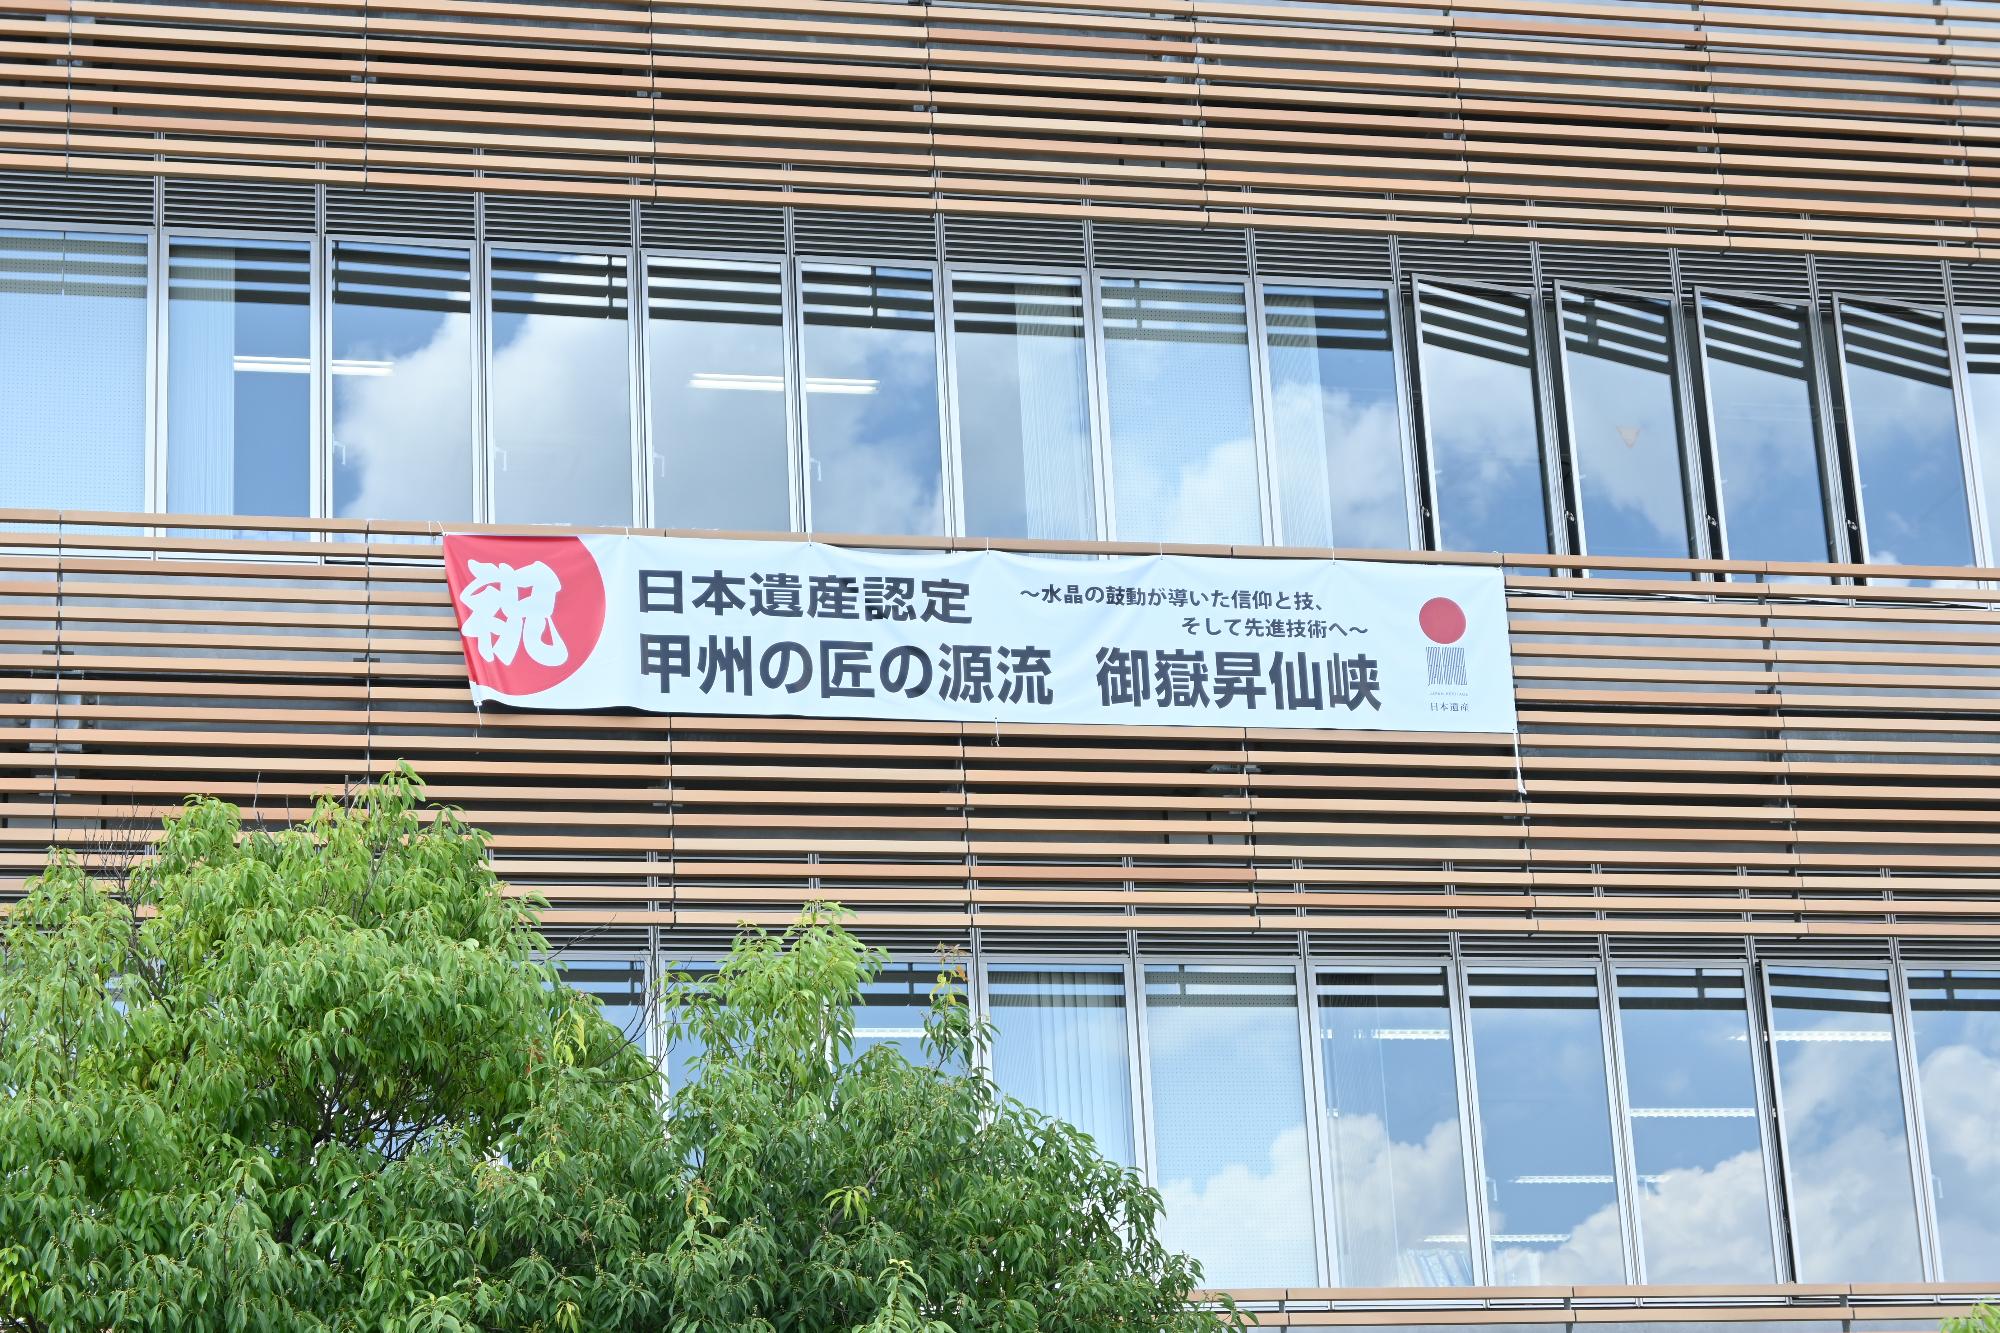 祝
日本遺産認定
～水晶の鼓動が導いた信仰と技、
そして先進技術へ～
甲州の匠の源流 御嶽昇仙峡
JAPAN HERITAGE
日本遺産